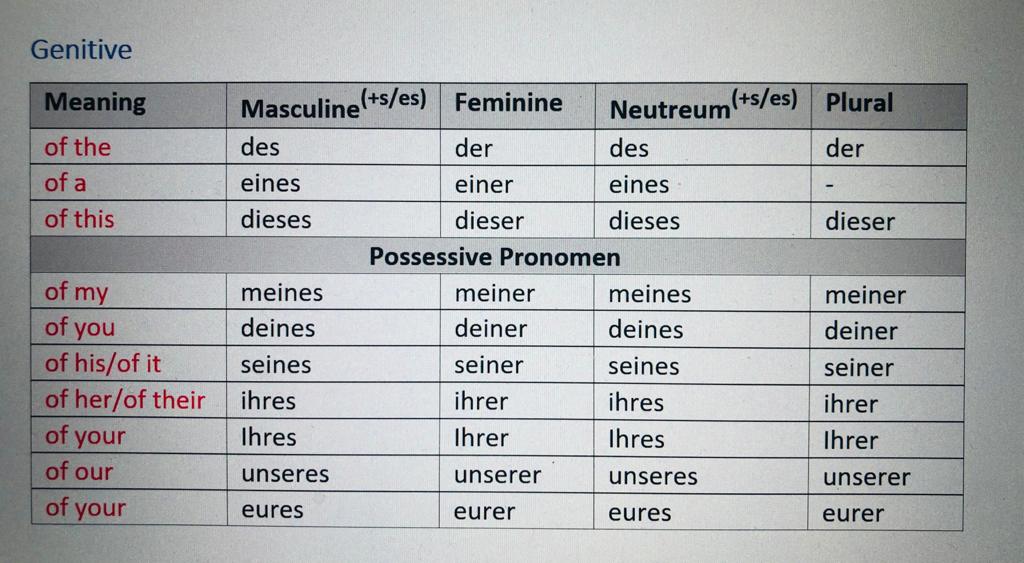 Genitive
Meaning Masculine(+s/es) Feminine Neutreum(+s/es) Plural
of the des der des der
of a eines einer eines -
of this dieses dieser dieses dieser
Possessive Pronomen
of my meines meiner meines meiner
of you deines deiner deines deiner
of his/of it seines seiner seines seiner
of her/of their ihres ihrer ihres ihrer
of your Ihres Ihrer Ihres Ihrer
of our unseres unserer unseres unserer
of your eures eurer eures eurer